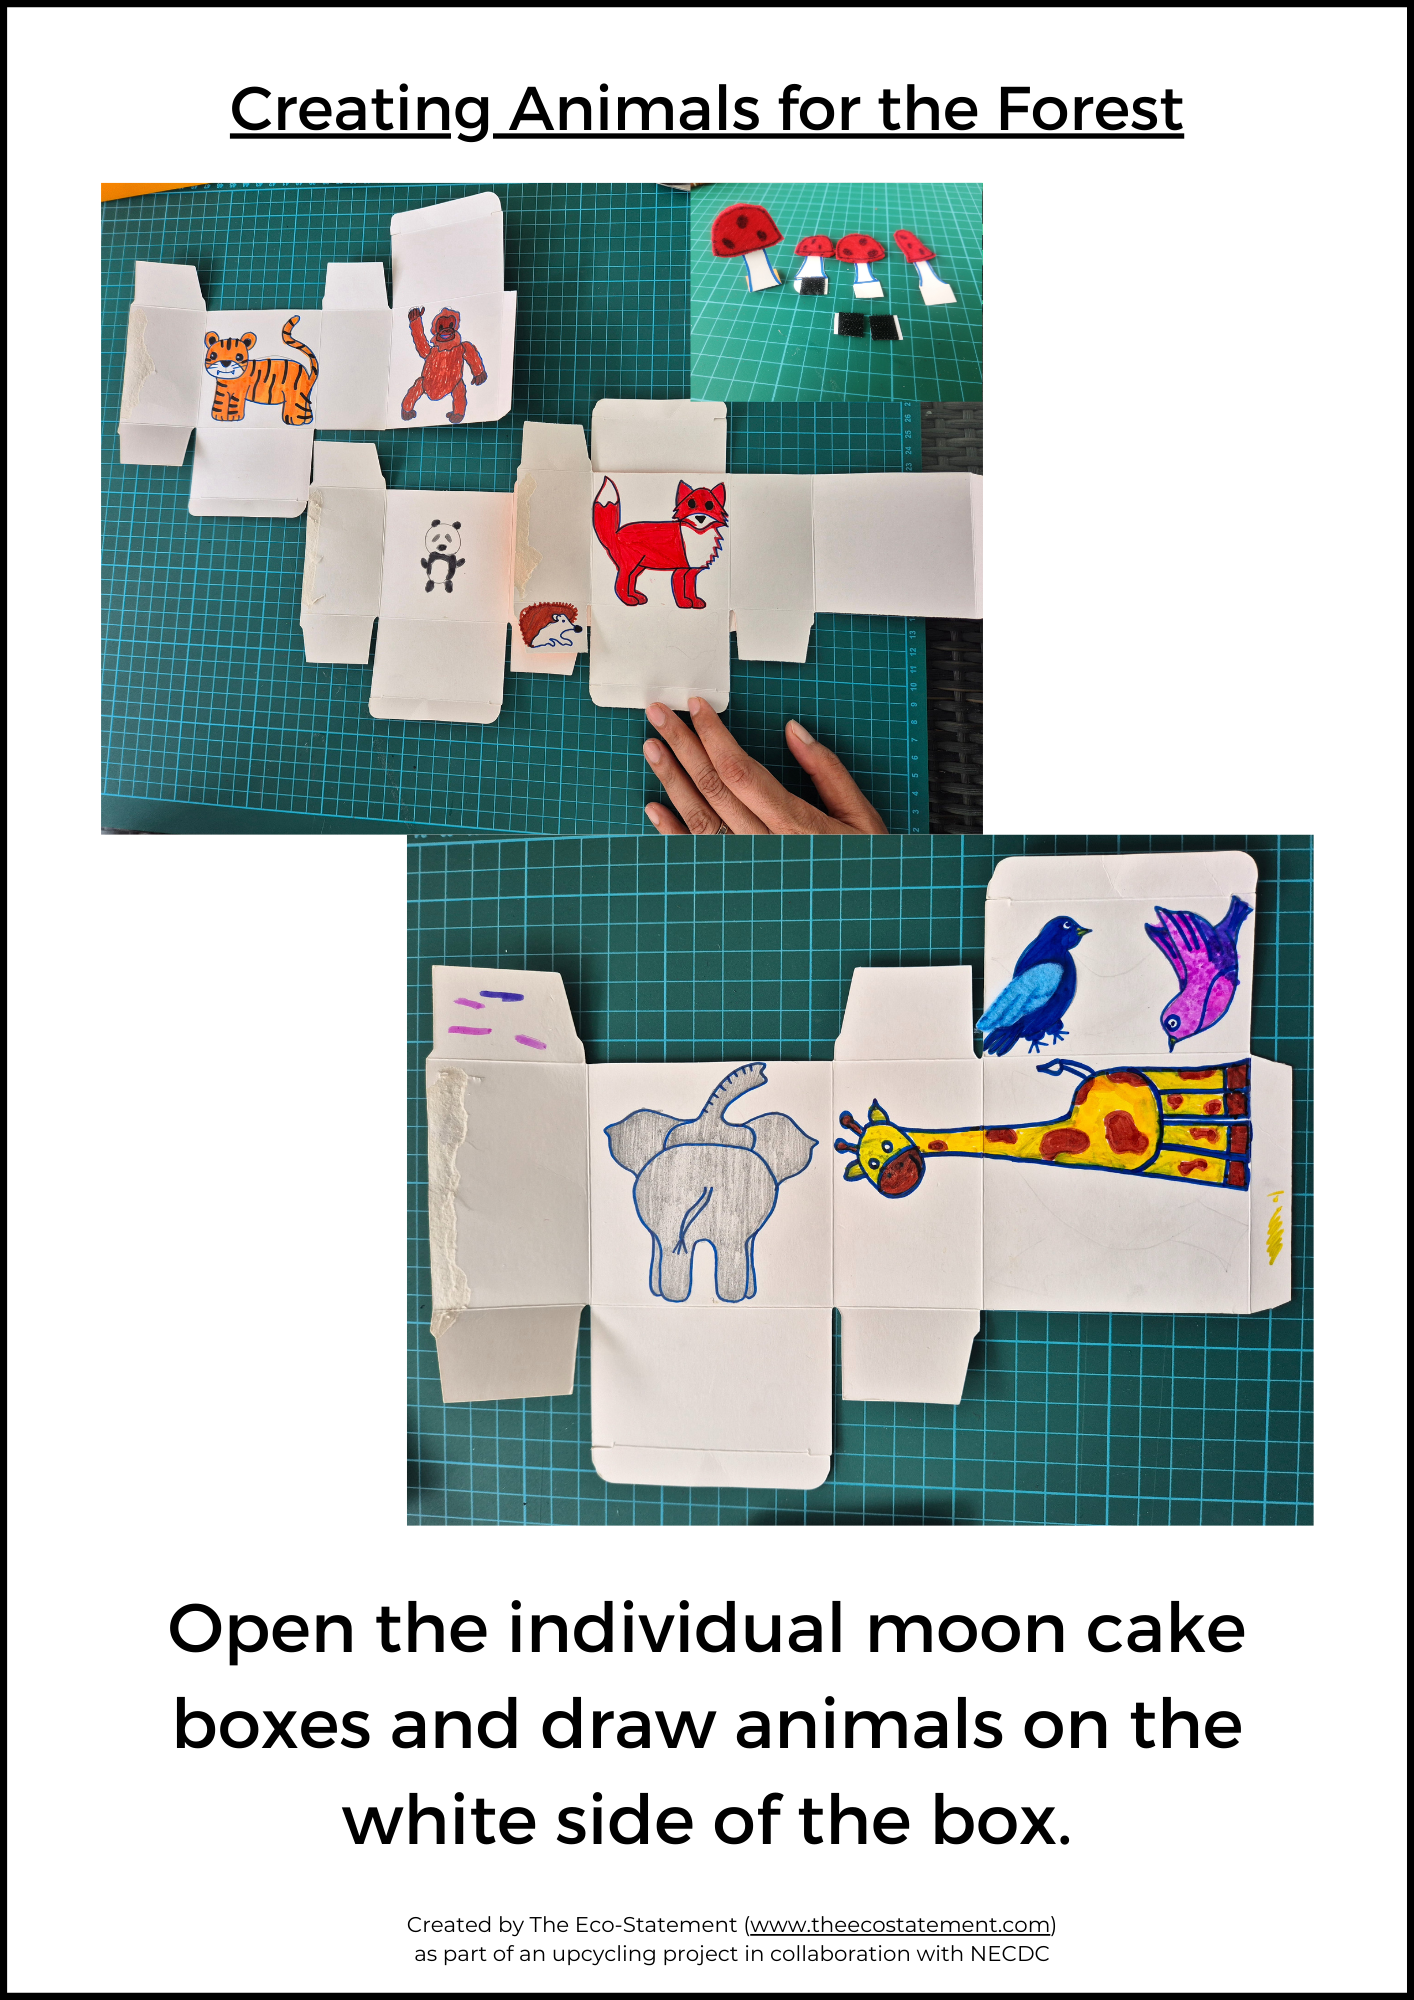 Creating Animals for the Forest
Open the individual moon cake
boxes and draw animals on the
white side of the box.
Created by The Eco-Statement (www.theecostatement.com)
as part of an upcycling project in collaboration with NECDC